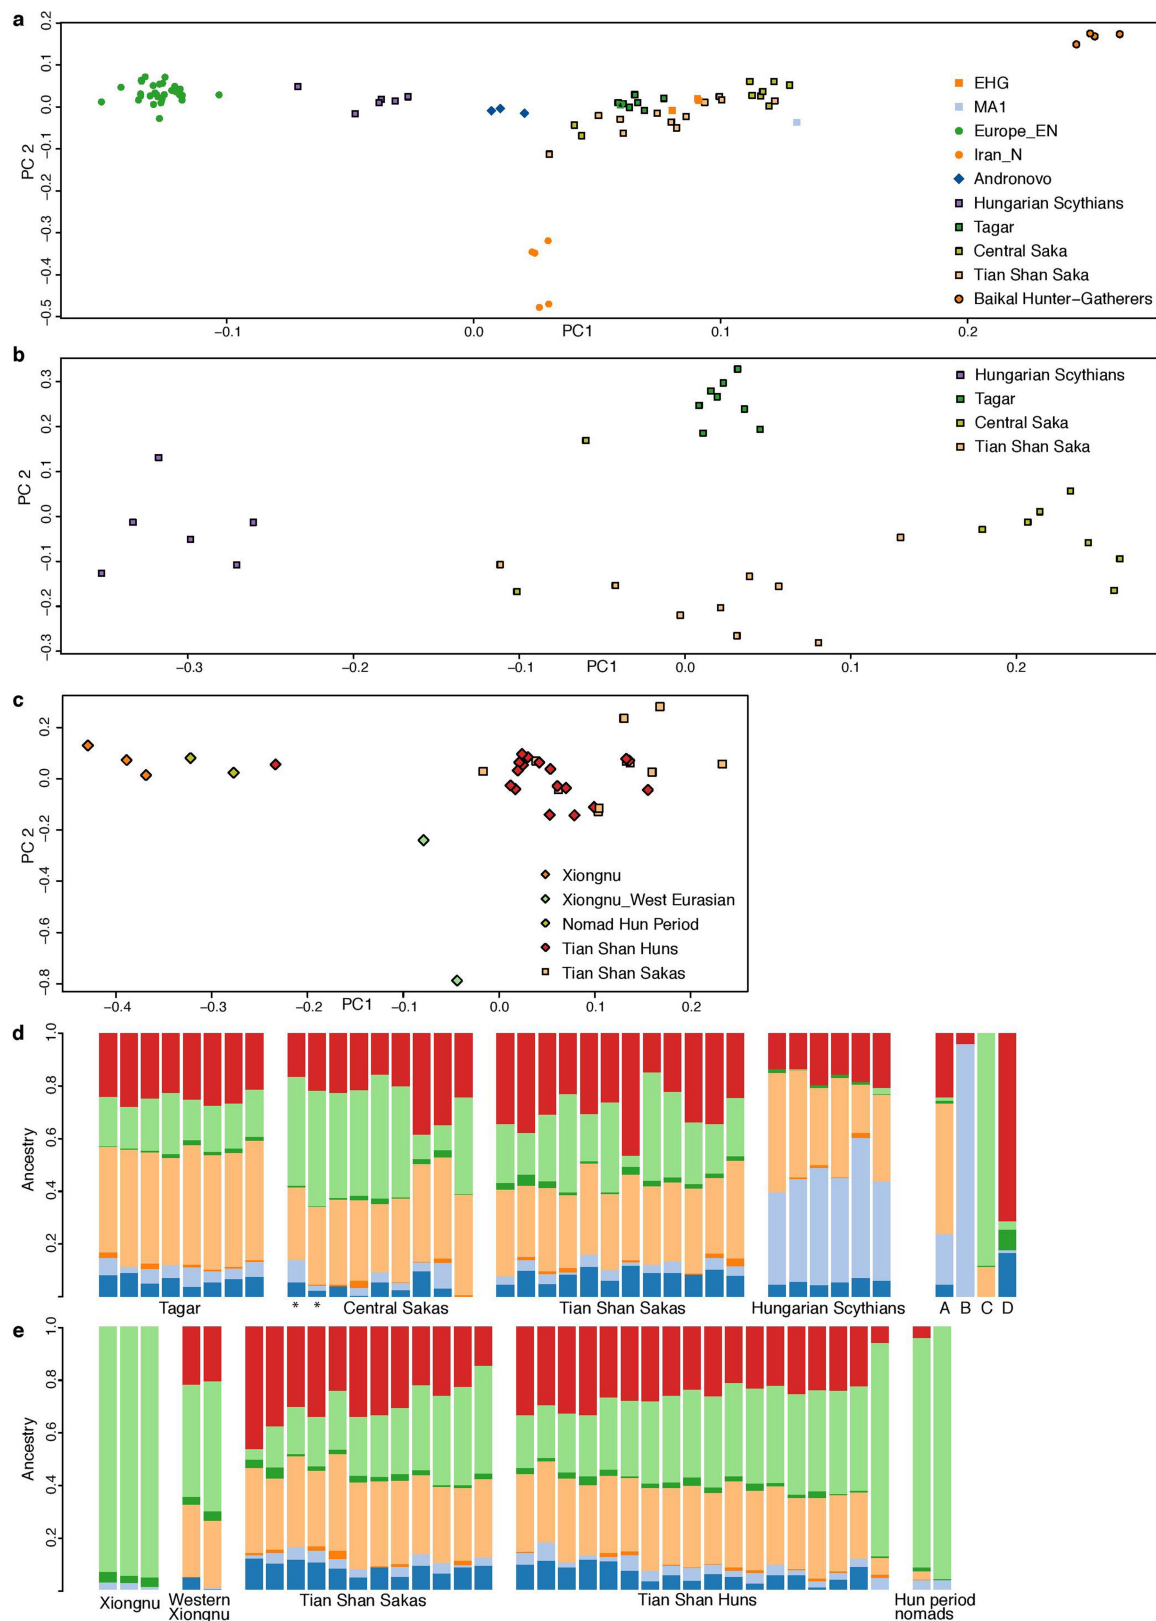 a
0.2
0.1
0.0
−0.1
−0.2
−0.3
−0.4
−0.5
PC 2
−0.1
0.0
PC1
0.1
0.2
EHG
MA1
Europe_EN
Iran_N
Andronovo
Hungarian Scythians
Tagar
Central Saka
Tian Shan Saka
Baikal Hunter−Gatherers
b
0.3
0.2
0.1
0.0
−0.1
−0.2
−0.3
PC 2
−0.3
−0.2
−0.1
PC1
0.0
0.1
0.2
Hungarian Scythians
Tagar
Central Saka
Tian Shan Saka
c
0.2
0.0
−0.2
−0.4
−0.6
−0.8
PC 2
−0.4
−0.3
−0.2
PC1
−0.1
0.0
0.1
0.2
Xiongnu
Xiongnu_West Eurasian
Nomad Hun Period
Tian Shan Huns
Tian Shan Sakas
d
1.0
0.8
0.6
0.4
0.2
Ancestry
Tagar
* * Central Sakas
Tian Shan Sakas
Hungarian Scythians
A B C D
e
1.0
0.8
0.6
0.4
0.2
Ancestry
Xiongnu
Western
Xiongnu
Tian Shan Sakas
Tian Shan Huns
Hun period
nomads